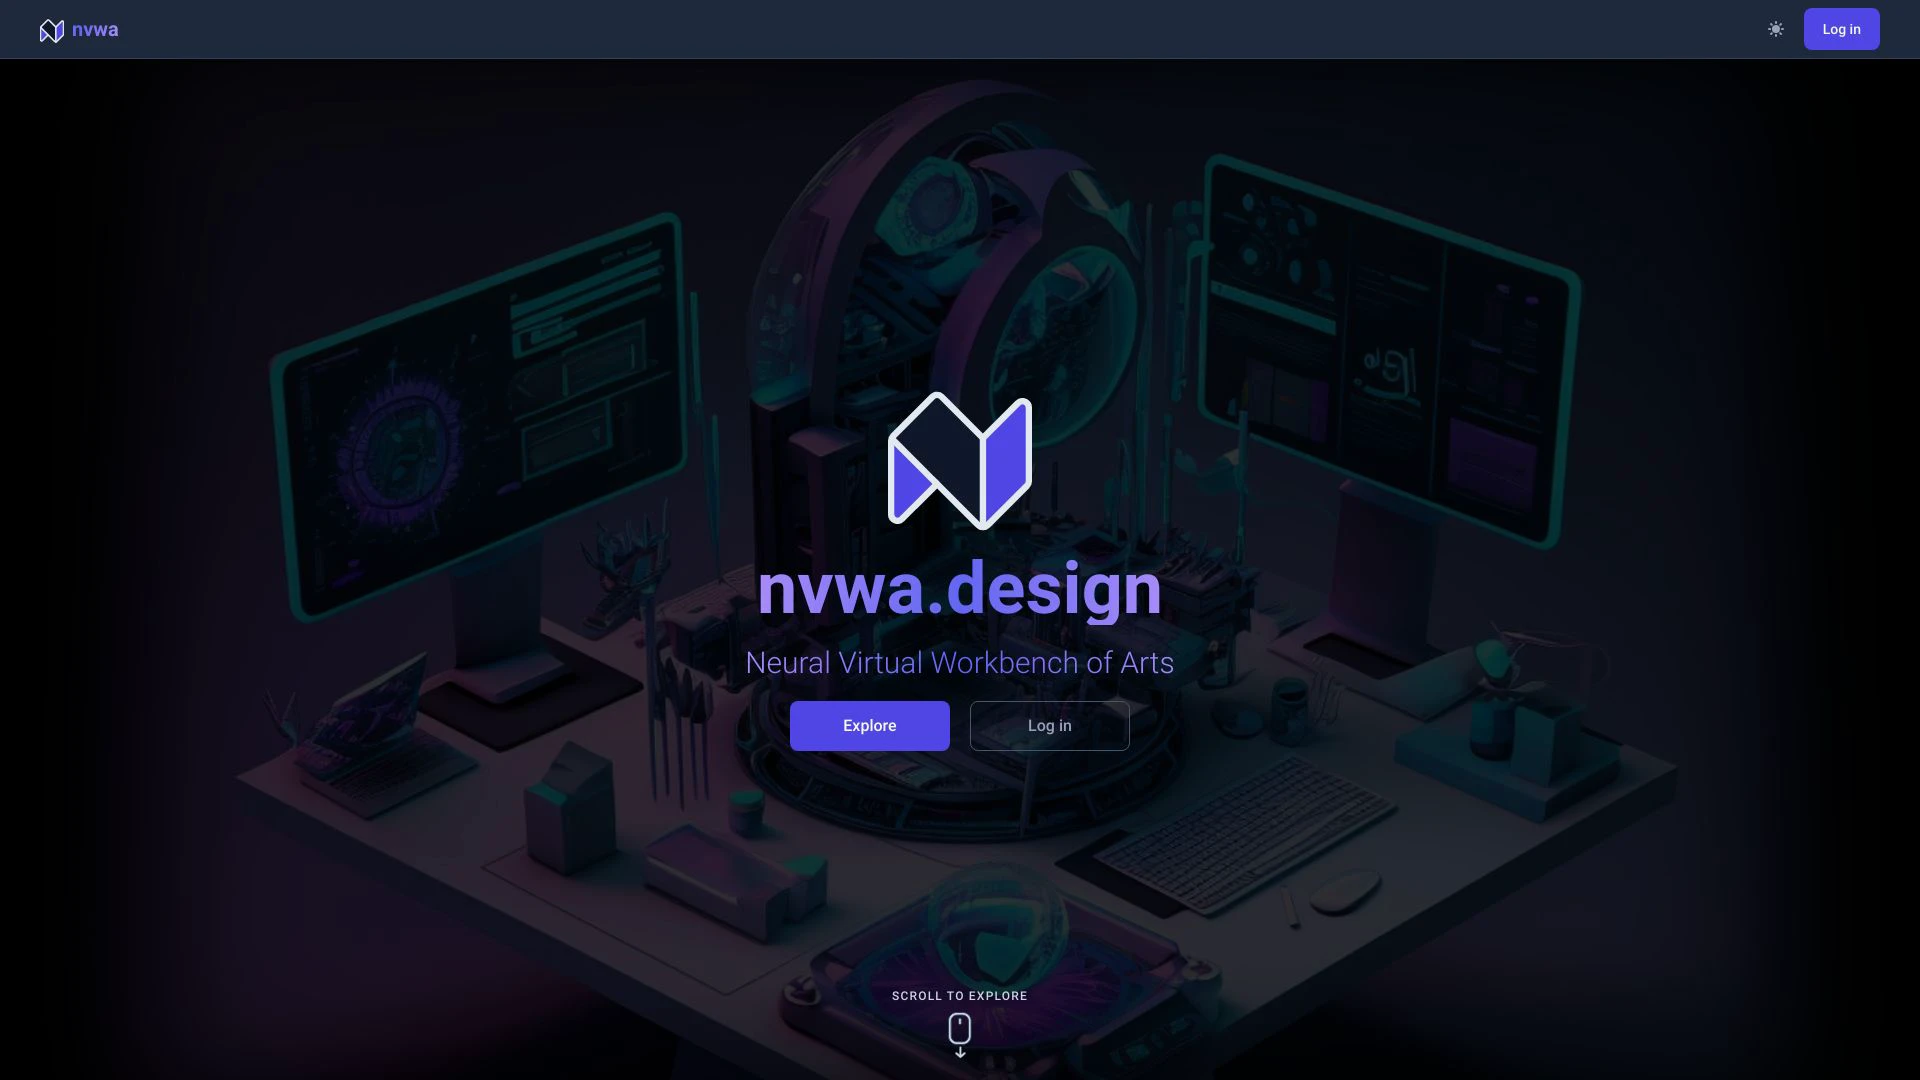 nvwa
Log in
nvwa.design
Neural Virtual Workbench of Arts
Explore
Log in
SCROLL TO EXPLORE